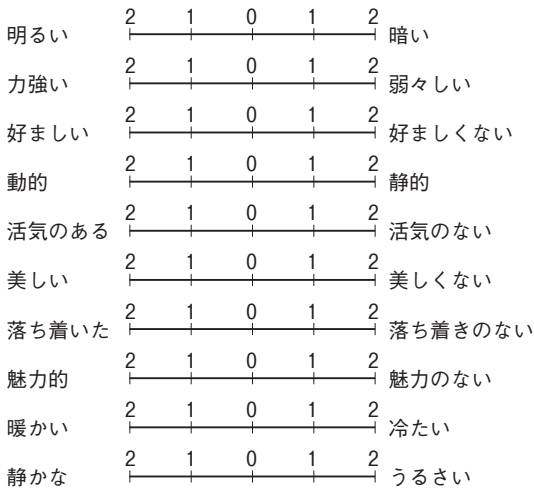 明るい 2 1 0 1 2 暗い
力強い 2 1 0 1 2 弱々しい
好ましい 2 1 0 1 2 好ましくない
動的 2 1 0 1 2 静的
活気のある 2 1 0 1 2 活気のない
美しい 2 1 0 1 2 美しくない
落ち着いた 2 1 0 1 2 落ち着きのない
魅力的 2 1 0 1 2 魅力のない
暖かい 2 1 0 1 2 冷たい
静かな 2 1 0 1 2 うるさい